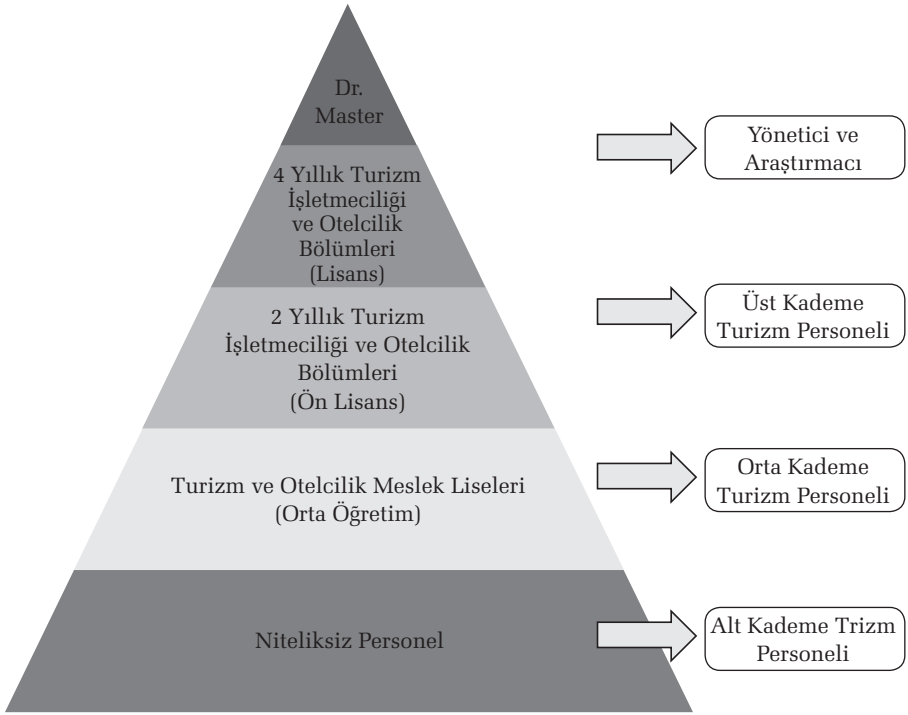 Dr.
Master
4 Yıllık Turizm
İşletmeciliği
ve Otelcilik
Bölümleri
(Lisans)
2 Yıllık Turizm
İşletmeciliği ve Otelcilik
Bölümleri
(Ön Lisans)
Turizm ve Otelcilik Meslek Liseleri
(Orta Öğretim)
Niteliksiz Personel
Yönetici ve
Araştırmacı
Üst Kademe
Turizm Personeli
Orta Kademe
Turizm Personeli
Alt Kademe Trizm
Personeli